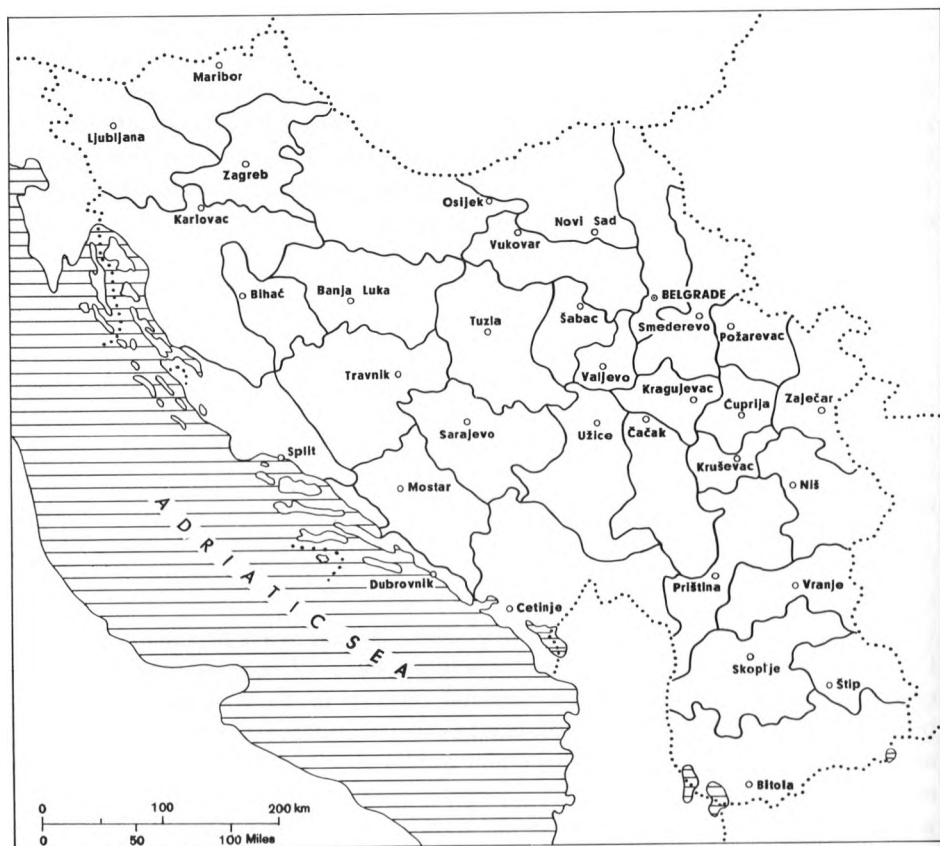 Maribor
Ljubljana
Zagreb
Karlovac
Osijek
Novi Sad
Vukovar
Bihać
Banja Luka
BELGRADE
Šabac
Smederevo
Tuzla
Požarevac
Travnik
Valjevo
Kragujevac
Ćuprija
Zaječar
Sarajevo
Užice
Čačak
Split
Kruševac
Mostar
Niš
ADRIATIC SEA
Dubrovnik
Priština
Vranje
Cetinje
Skoplje
Štip
Bitola
0 100 200 km
0 50 100 Miles